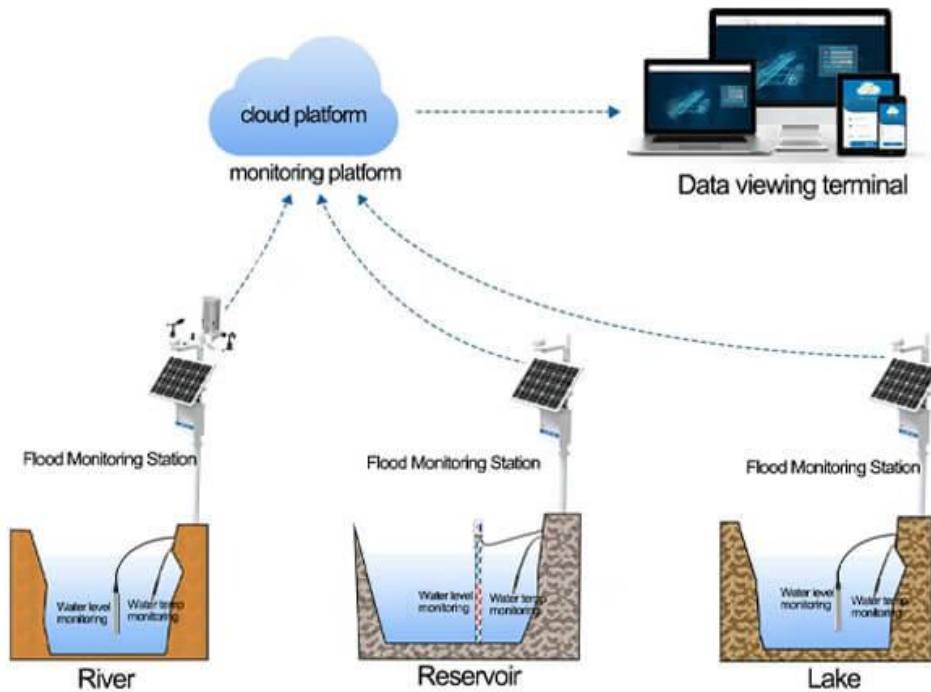 cloud platform
monitoring platform
Data viewing terminal
Flood Monitoring Station
Flood Monitoring Station
Flood Monitoring Station
Water level
monitoring
Water temp
monitoring
Water level
monitoring
Water temp
monitoring
Water level
monitoring
Water temp
monitoring
River
Reservoir
Lake